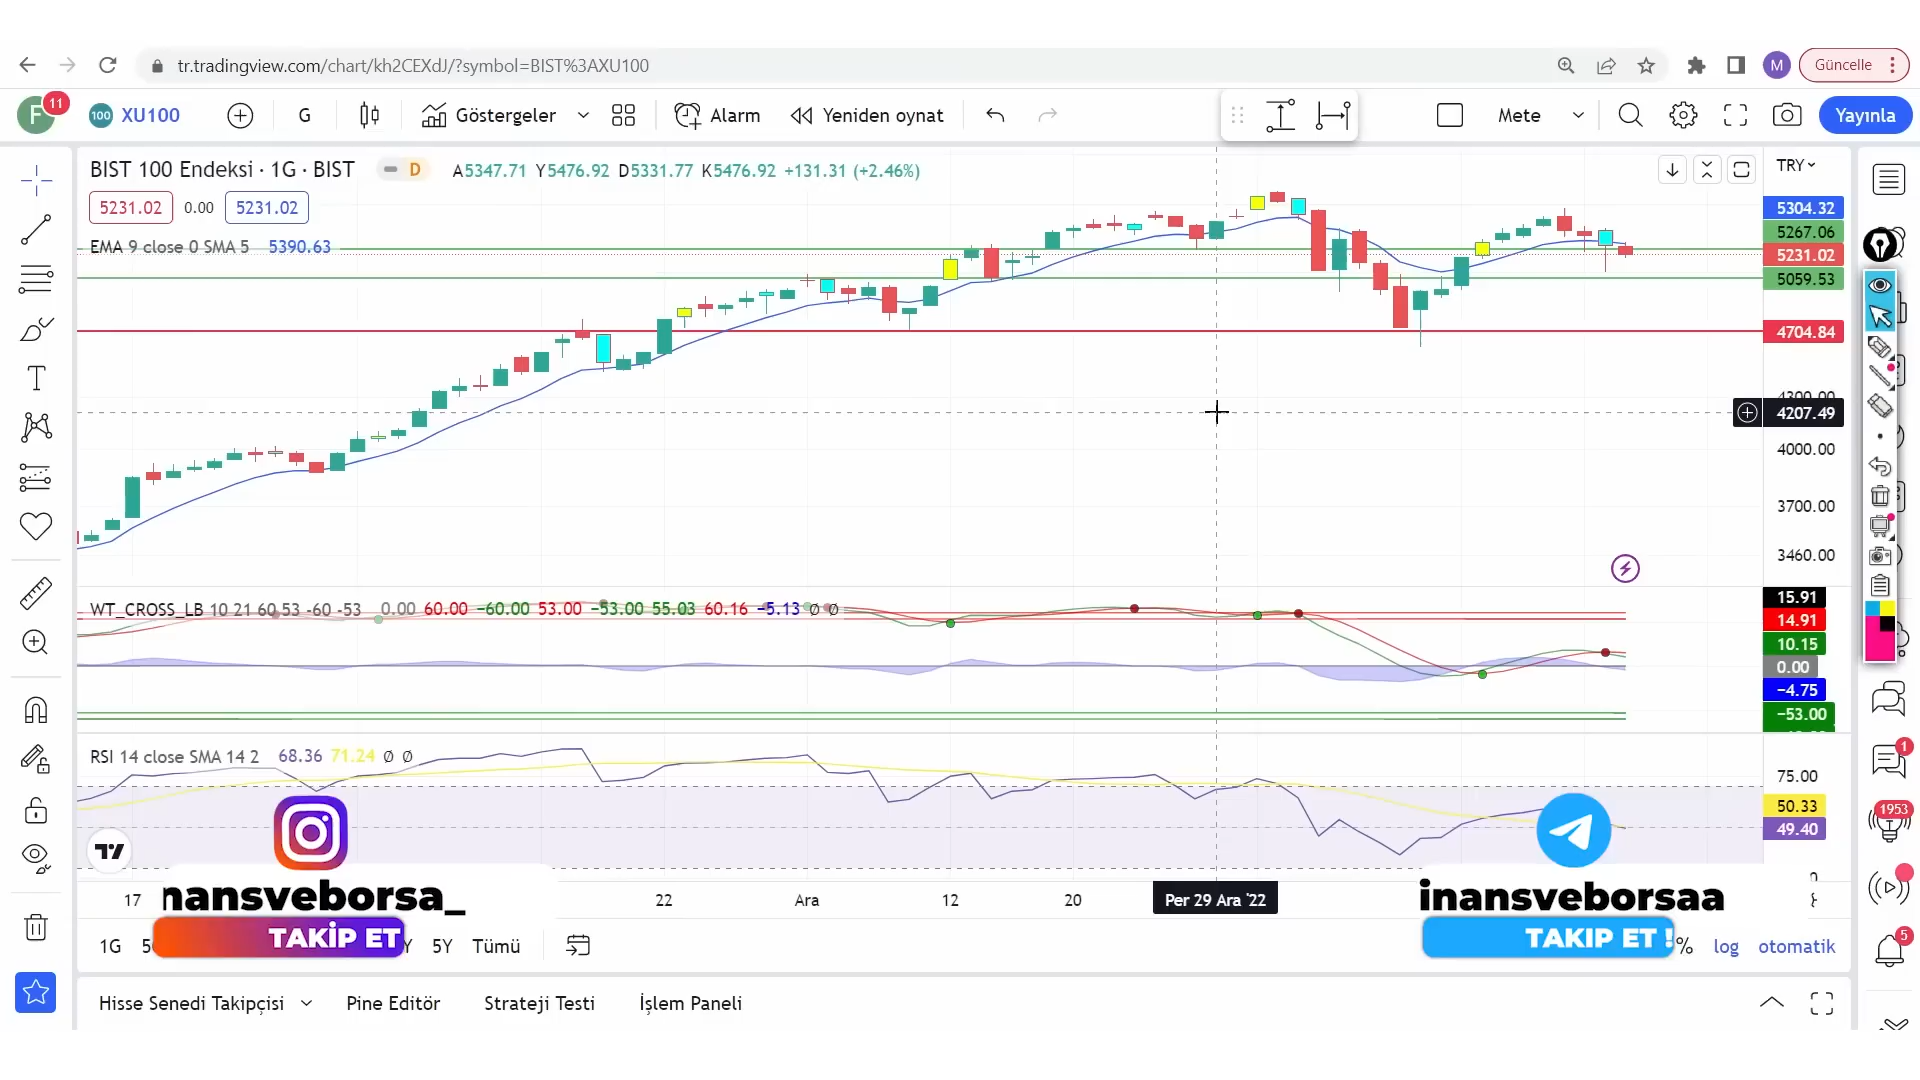 tr.tradingview.com/chart/kh2CEXdJ/?symbol=BIST%3AXU100
M
Güncelle
F
11
100
XU100
G
Göstergeler
Alarm
Yeniden oynat
Mete
Yayınla
BIST 100 Endeksi · 1G · BIST
D
A5347.71 Y5476.92 D5331.77 K5476.92 +131.31 (+2.46%)
TRY
5231.02
0.00
5231.02
EMA 9 close 0 SMA 5 5390.63
5304.32
5267.06
5231.02
5059.53
4704.84
4207.49
4000.00
3700.00
3460.00
WT_CROSS_LB 10 21 60 53 -60 -53 0.00 60.00 −60.00 53.00 −53.00 55.03 60.16 −5.13 Ø Ø
15.91
14.91
10.15
0.00
−4.75
−53.00
RSI 14 close SMA 14 2 68.36 71.24 Ø Ø
75.00
50.33
49.40
1
1953
5
nansveborsa_
TAKİP ET
inansveborsaa
TAKIP ET !
17
22
Ara
12
20
Per 29 Ara '22
1G
5Y
Tümü
%
log
otomatik
Hisse Senedi Takipçisi
Pine Editör
Strateji Testi
İşlem Paneli